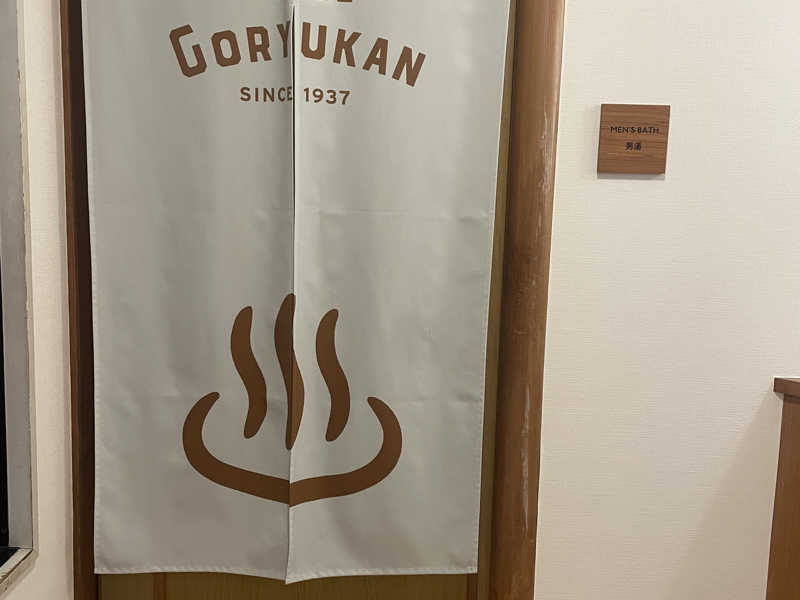 GORYUKAN
SINCE 1937
MEN'S BATH
男湯